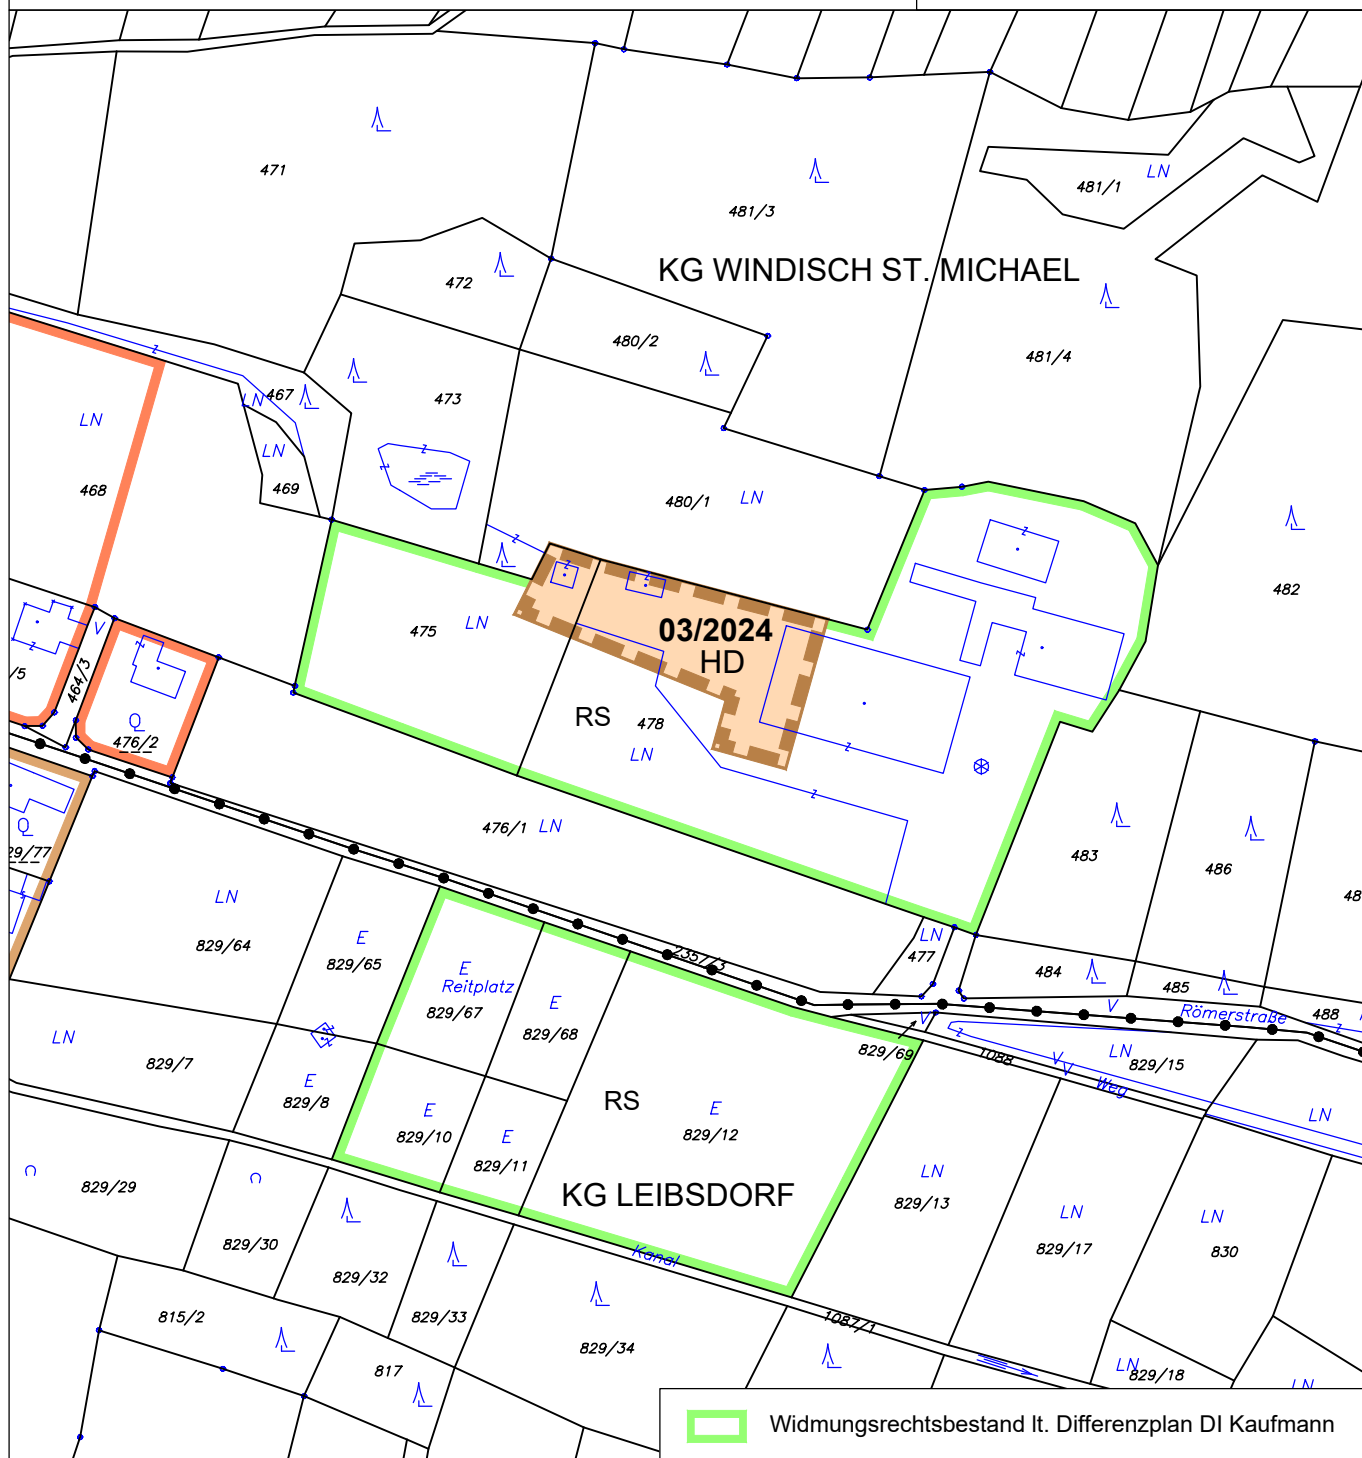 471
481/3
481/1
LN
KG WINDISCH ST. MICHAEL
472
480/2
481/4
467
LN
473
LN
LN
468
469
480/1
LN
482
475
LN
03/2024
HD
V
/5
464/3
RS
478
LN
Q
476/2
476/1
LN
Q
29/77
483
486
48
LN
829/64
E
829/65
E
Reitplatz
829/67
E
829/68
235/73
LN
477
484
485
488
V
Römerstraße
V
829/69
1088
V
V
Weg
LN
829/15
LN
LN
829/7
E
829/8
E
829/10
E
829/11
RS
E
829/12
829/29
829/30
829/32
829/33
KG LEIBSDORF
Kanal
LN
829/13
LN
829/17
LN
830
815/2
817
829/34
1087/1
LN
829/18
LN
Widmungsrechtsbestand lt. Differenzplan DI Kaufmann